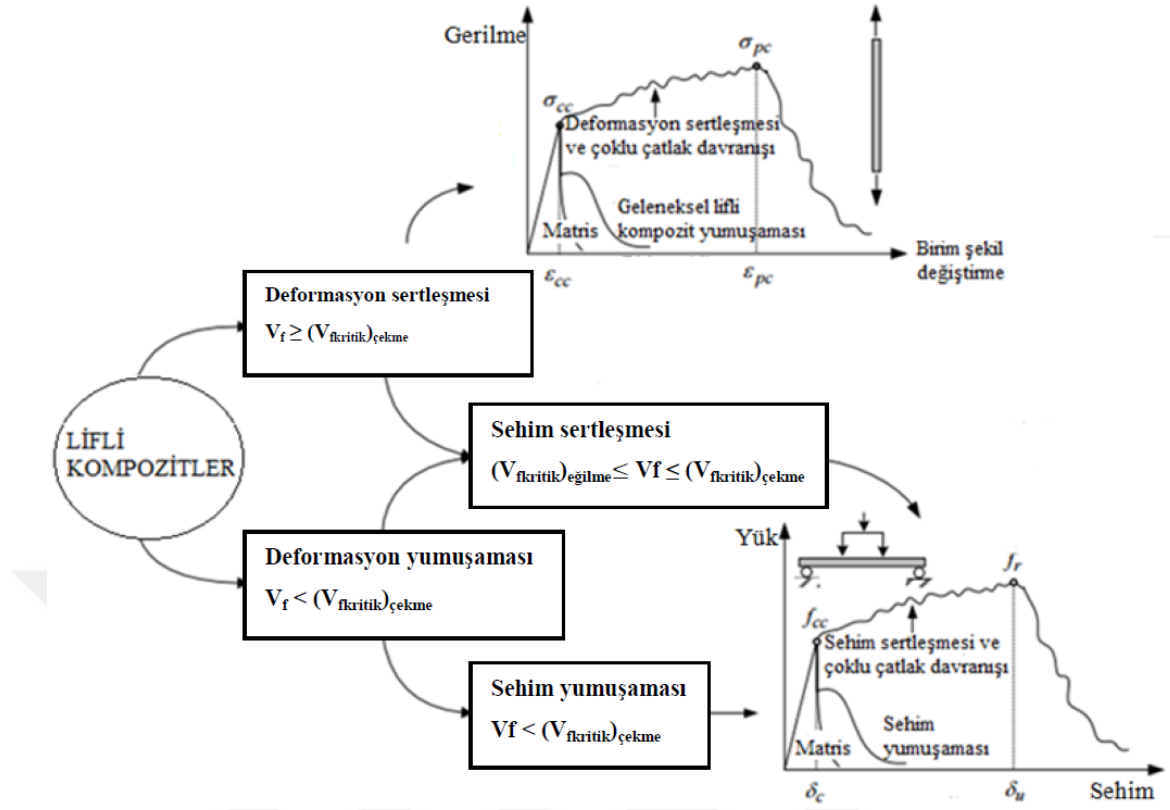 Gerilme
σpc
σcc
Deformasyon sertleşmesi
ve çoklu çatlak davranışı
Geleneksel lifli
kompozit yumuşaması
Matris
Birim şekil
değiştirme
εcc
εpc
Deformasyon sertleşmesi
Vf ≥ (Vfkritik)çekme
LİFLİ
KOMPOZİTLER
Sehim sertleşmesi
(Vfkritik)eğilme≤ Vf ≤ (Vfkritik)çekme
Deformasyon yumuşaması
Vf < (Vfkritik)çekme
Sehim yumuşaması
Vf < (Vfkritik)çekme
Yük
fr
fcc
Sehim sertleşmesi ve
çoklu çatlak davranışı
Sehim
yumuşaması
Matris
δc
δu
Sehim